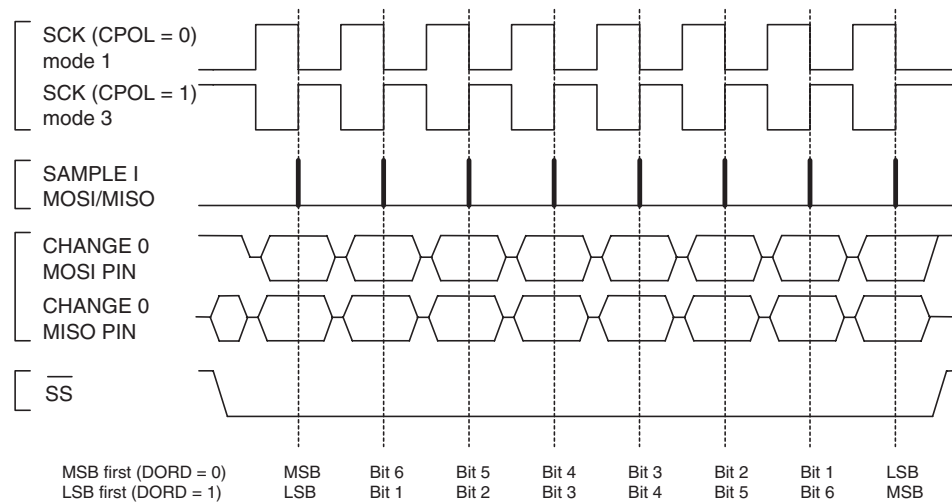 SCK (CPOL = 0)
mode 1
SCK (CPOL = 1)
mode 3
SAMPLE I
MOSI/MISO
CHANGE 0
MOSI PIN
CHANGE 0
MISO PIN
SS
MSB first (DORD = 0) MSB Bit 6 Bit 5 Bit 4 Bit 3 Bit 2 Bit 1 LSB
LSB first (DORD = 1) LSB Bit 1 Bit 2 Bit 3 Bit 4 Bit 5 Bit 6 MSB